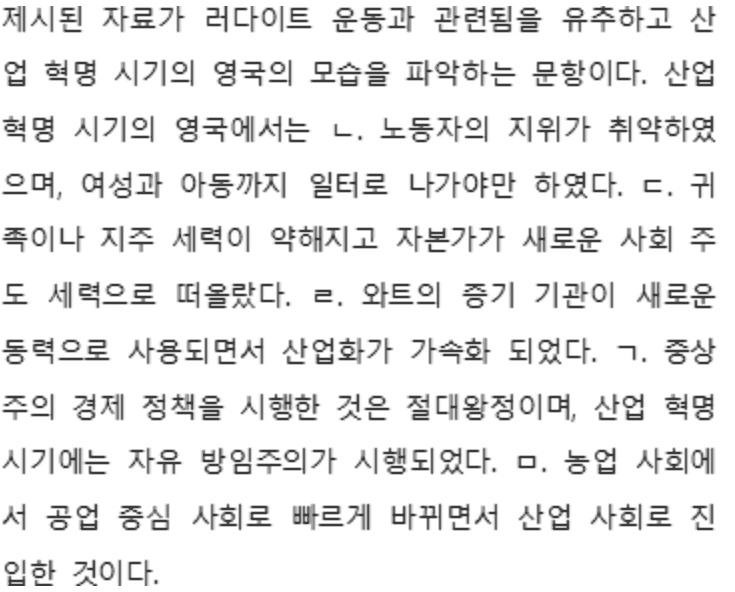 제시된 자료가 러다이트 운동과 관련됨을 유추하고 산
업 혁명 시기의 영국의 모습을 파악하는 문항이다. 산업
혁명 시기의 영국에서는 ㄴ. 노동자의 지위가 취약하였
으며, 여성과 아동까지 일터로 나가야만 하였다. ㄷ. 귀
족이나 지주 세력이 약해지고 자본가가 새로운 사회 주
도 세력으로 떠올랐다. ㄹ. 와트의 증기 기관이 새로운
동력으로 사용되면서 산업화가 가속화 되었다. ㄱ. 중상
주의 경제 정책을 시행한 것은 절대왕정이며, 산업 혁명
시기에는 자유 방임주의가 시행되었다. ㅁ. 농업 사회에
서 공업 중심 사회로 빠르게 바뀌면서 산업 사회로 진
입한 것이다.